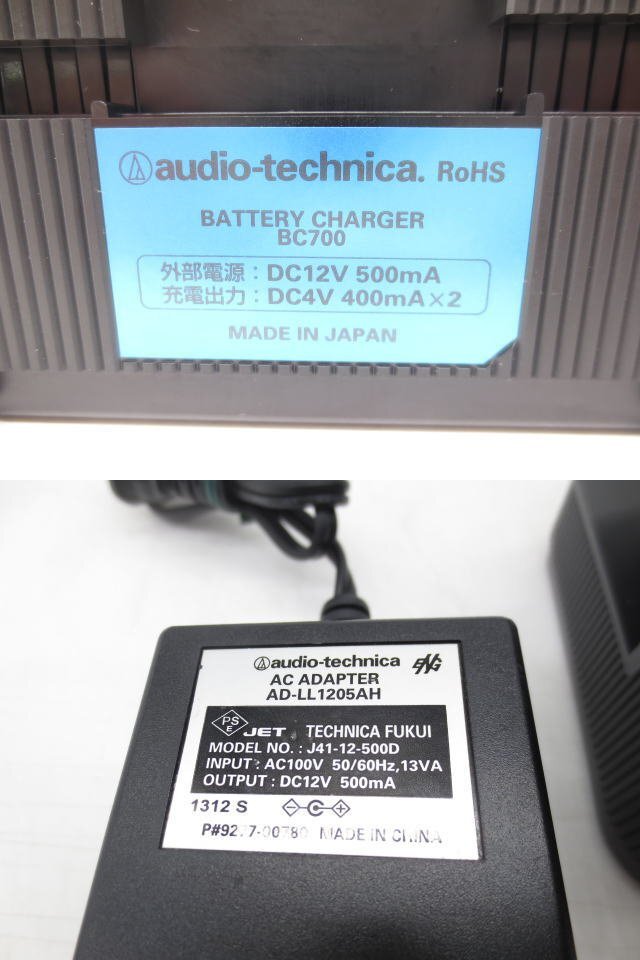 audio-technica. RoHS
BATTERY CHARGER
BC700
外部電源 : DC12V 500mA
充電出力 : DC4V 400mA×2
MADE IN JAPAN
audio-technica
AC ADAPTER
AD-LL1205AH
PS E JET TECHNICA FUKUI
MODEL NO. : J41-12-500D
INPUT : AC100V 50/60Hz,13VA
OUTPUT : DC12V 500mA
1312 S
MADE IN CHINA